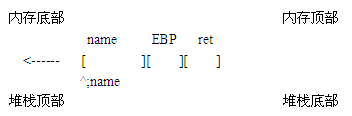 内存底部 内存顶部
name EBP ret
<------ [ ][ ][ ]
^;name
堆栈顶部 堆栈底部